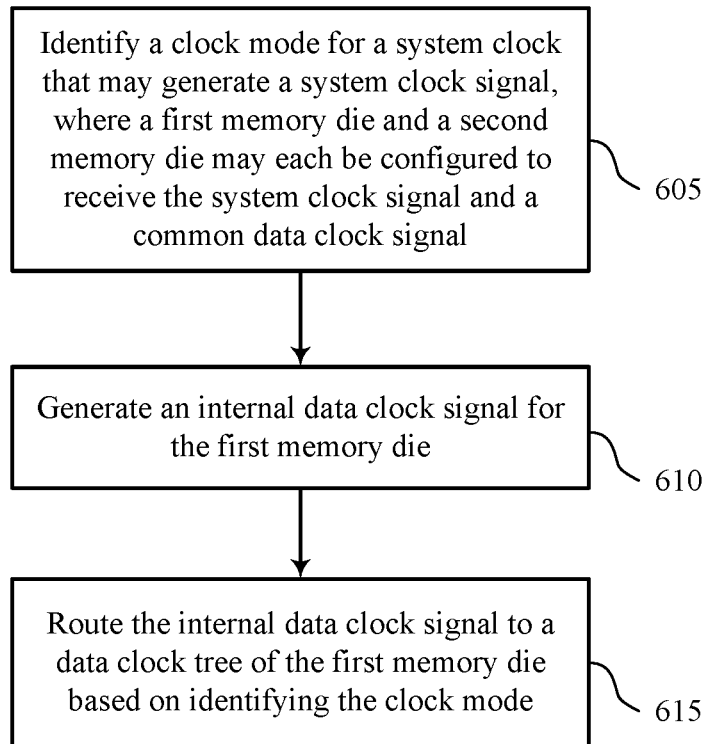 Identify a clock mode for a system clock
that may generate a system clock signal,
where a first memory die and a second
memory die may each be configured to
receive the system clock signal and a
common data clock signal
605
Generate an internal data clock signal for
the first memory die
610
Route the internal data clock signal to a
data clock tree of the first memory die
based on identifying the clock mode
615